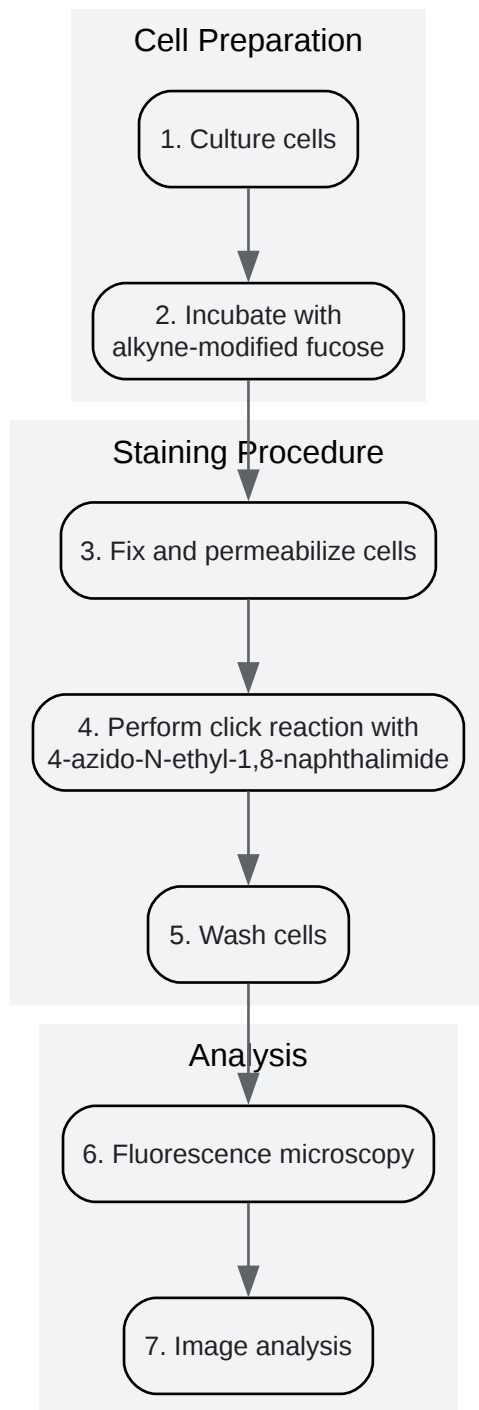 Cell Preparation
1. Culture cells
2. Incubate with
alkyne-modified fucose
Staining Procedure
3. Fix and permeabilize cells
4. Perform click reaction with
4-azido-N-ethyl-1,8-naphthalimide
5. Wash cells
Analysis
6. Fluorescence microscopy
7. Image analysis